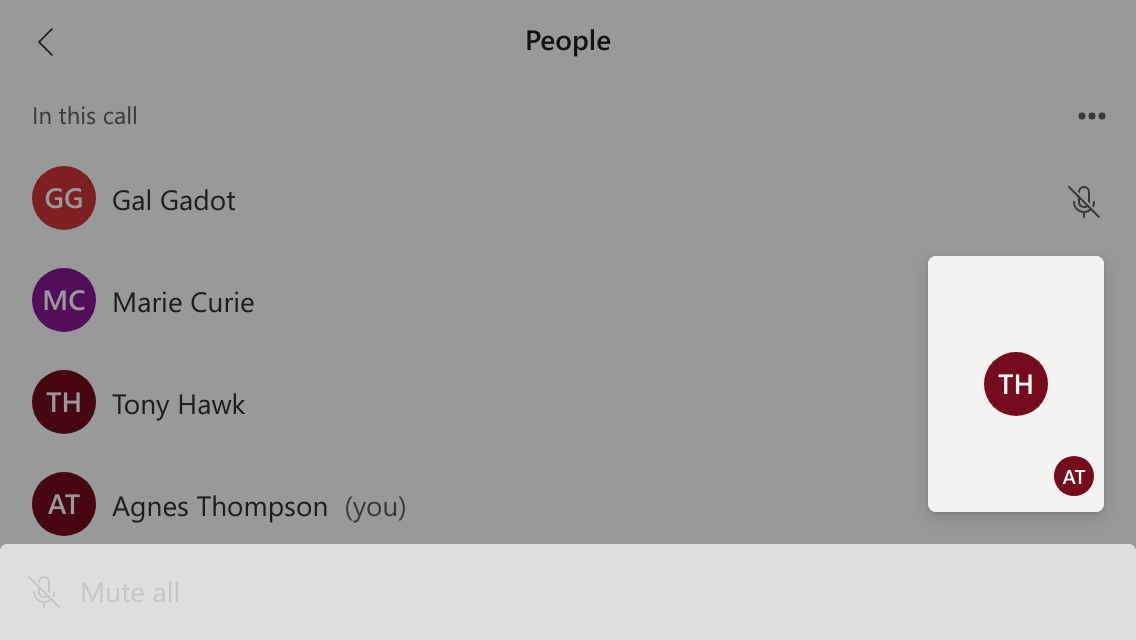 People
In this call
GG Gal Gadot
MC Marie Curie
TH Tony Hawk
AT Agnes Thompson (you)
TH
AT
Mute all